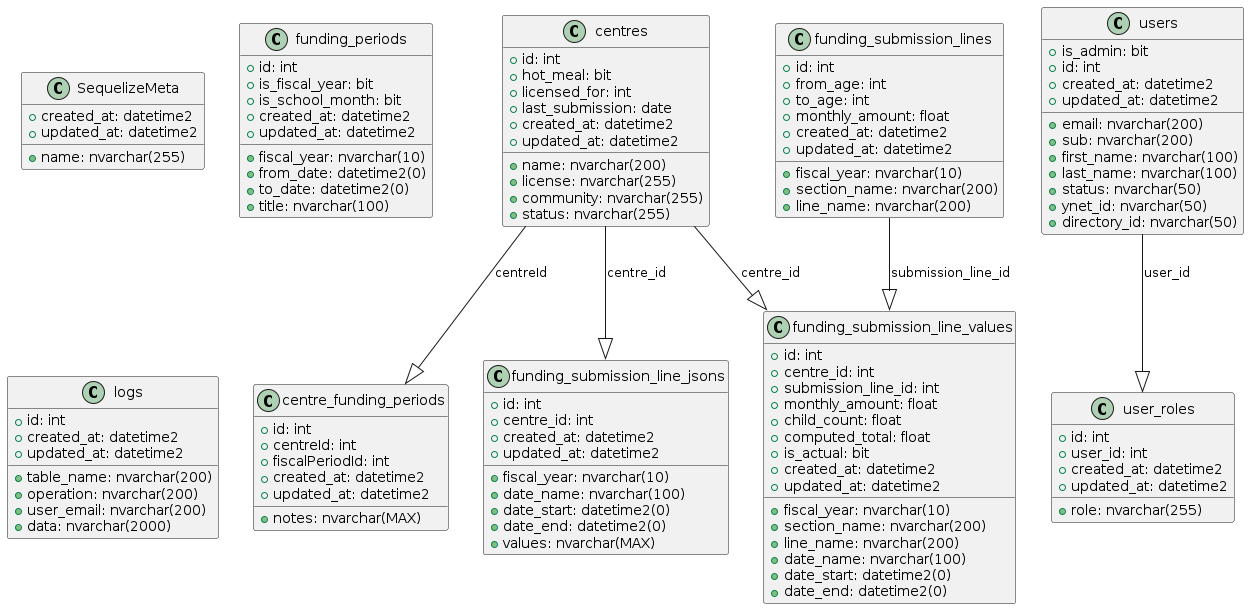 C SequelizeMeta
created_at: datetime2
updated_at: datetime2
name: nvarchar(255)
C funding_periods
id: int
is_fiscal_year: bit
is_school_month: bit
created_at: datetime2
updated_at: datetime2
fiscal_year: nvarchar(10)
from_date: datetime2(0)
to_date: datetime2(0)
title: nvarchar(100)
C centres
id: int
hot_meal: bit
licensed_for: int
last_submission: date
created_at: datetime2
updated_at: datetime2
name: nvarchar(200)
license: nvarchar(255)
community: nvarchar(255)
status: nvarchar(255)
C funding_submission_lines
id: int
from_age: int
to_age: int
monthly_amount: float
created_at: datetime2
updated_at: datetime2
fiscal_year: nvarchar(10)
section_name: nvarchar(200)
line_name: nvarchar(200)
C users
is_admin: bit
id: int
created_at: datetime2
updated_at: datetime2
email: nvarchar(200)
sub: nvarchar(200)
first_name: nvarchar(100)
last_name: nvarchar(100)
status: nvarchar(50)
ynet_id: nvarchar(50)
directory_id: nvarchar(50)
centreId
centre_id
centre_id
submission_line_id
user_id
C logs
id: int
created_at: datetime2
updated_at: datetime2
table_name: nvarchar(200)
operation: nvarchar(200)
user_email: nvarchar(200)
data: nvarchar(2000)
C centre_funding_periods
id: int
centreId: int
fiscalPeriodId: int
created_at: datetime2
updated_at: datetime2
notes: nvarchar(MAX)
C funding_submission_line_jsons
id: int
centre_id: int
created_at: datetime2
updated_at: datetime2
fiscal_year: nvarchar(10)
date_name: nvarchar(100)
date_start: datetime2(0)
date_end: datetime2(0)
values: nvarchar(MAX)
C funding_submission_line_values
id: int
centre_id: int
submission_line_id: int
monthly_amount: float
child_count: float
computed_total: float
is_actual: bit
created_at: datetime2
updated_at: datetime2
fiscal_year: nvarchar(10)
section_name: nvarchar(200)
line_name: nvarchar(200)
date_name: nvarchar(100)
date_start: datetime2(0)
date_end: datetime2(0)
C user_roles
id: int
user_id: int
created_at: datetime2
updated_at: datetime2
role: nvarchar(255)